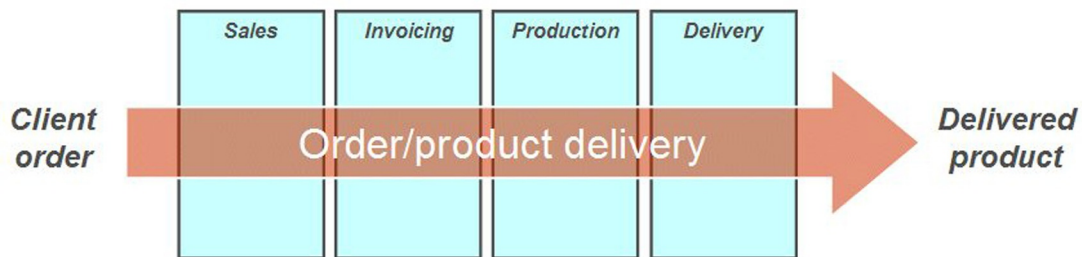 Sales
Invoicing
Production
Delivery
Client
order
Order/product delivery
Delivered
product